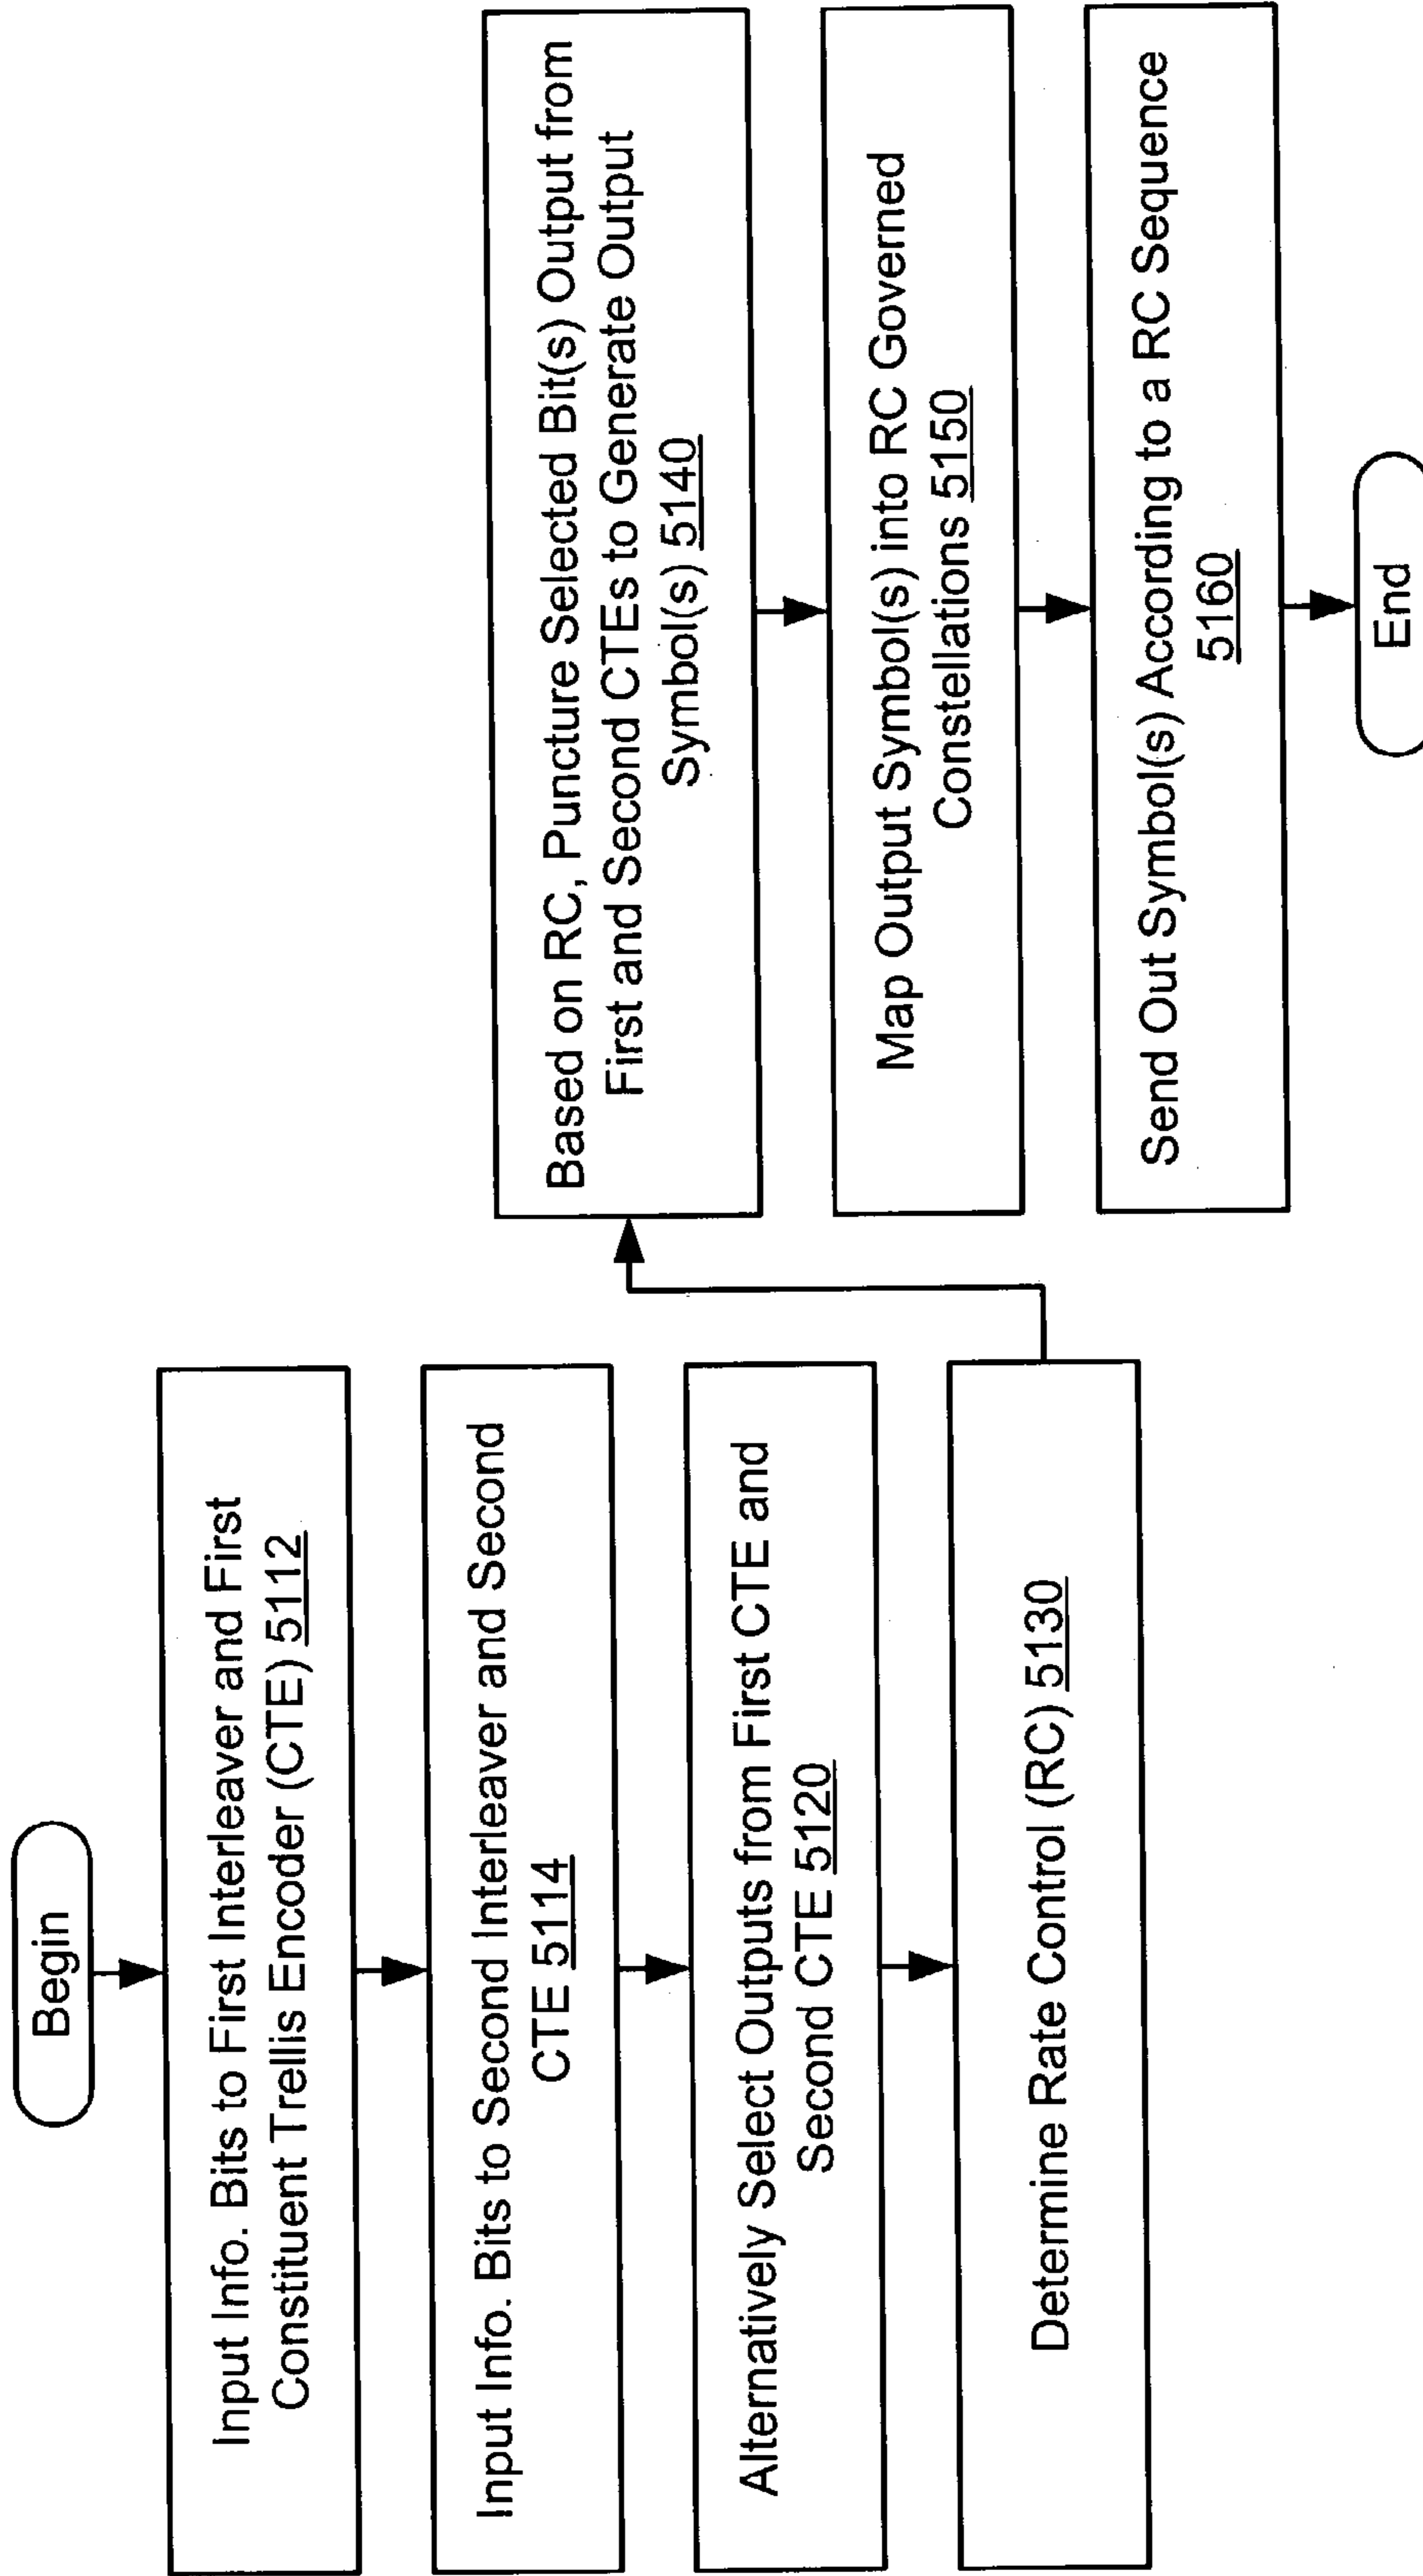 Begin
Input Info. Bits to First Interleaver and First
Constituent Trellis Encoder (CTE) 5112
Input Info. Bits to Second Interleaver and Second
CTE 5114
Alternatively Select Outputs from First CTE and
Second CTE 5120
Determine Rate Control (RC) 5130
Based on RC, Puncture Selected Bit(s) Output from
First and Second CTEs to Generate Output
Symbol(s) 5140
Map Output Symbol(s) into RC Governed
Constellations 5150
Send Out Symbol(s) According to a RC Sequence
5160
End